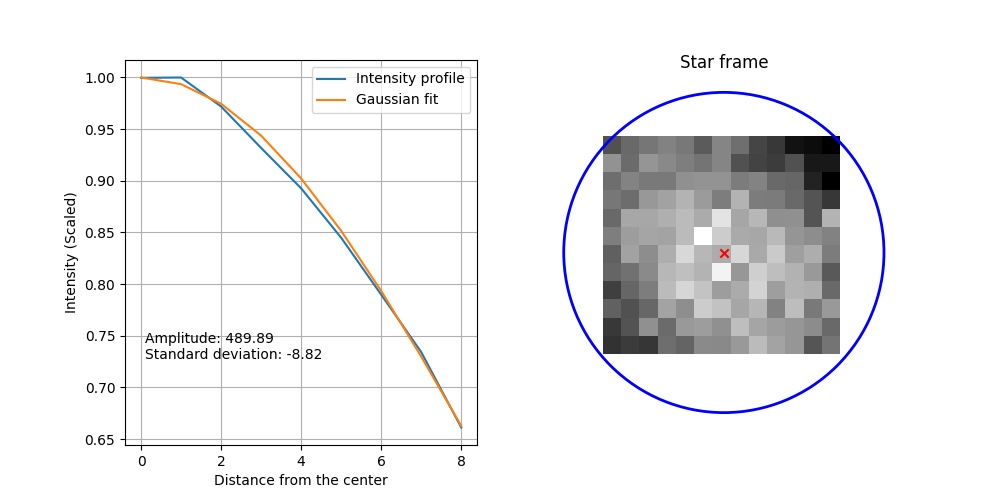 Star frame
Intensity profile
Gaussian fit
1.00
0.95
0.90
0.85
0.80
0.75
0.70
0.65
Intensity (Scaled)
Amplitude: 489.89
Standard deviation: -8.82
0 2 4 6 8
Distance from the center